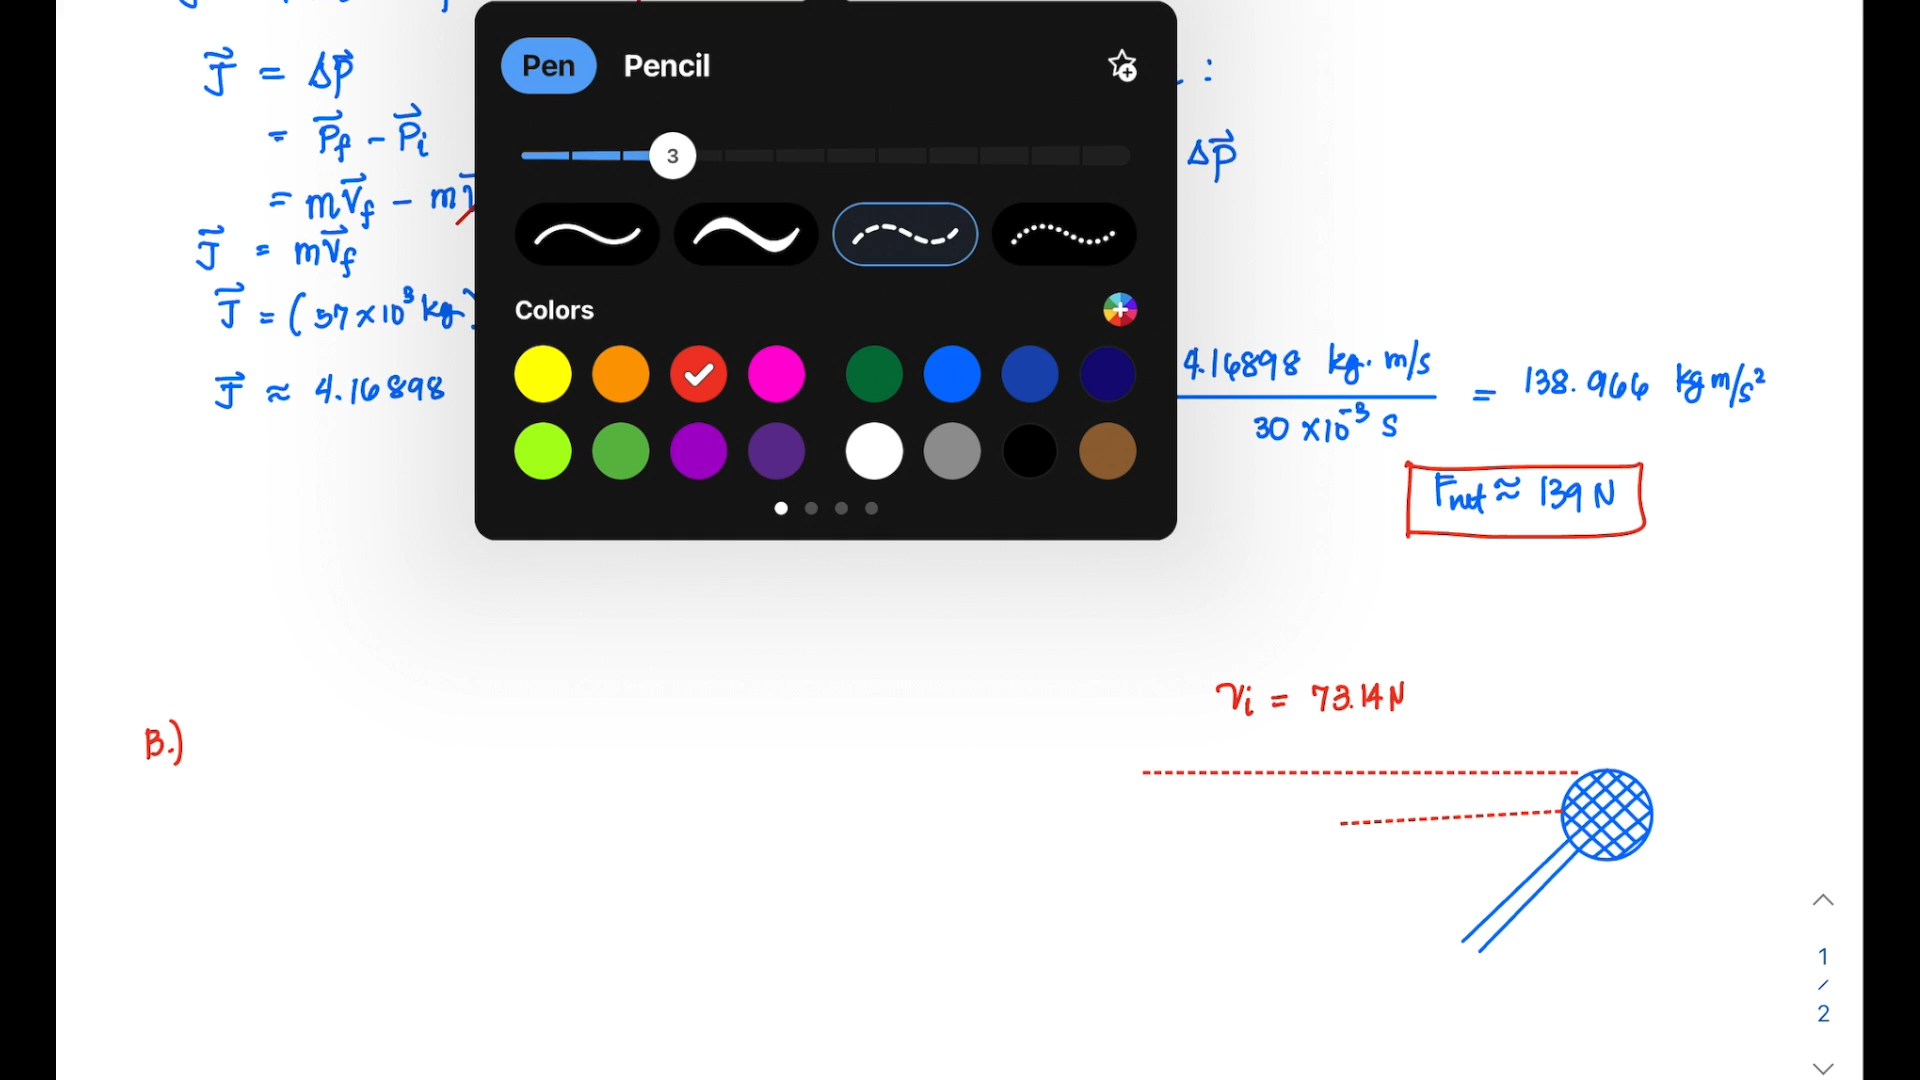 J⃗ = Δp⃗
= p⃗f - p⃗i
= mv⃗f - m
J⃗ = mv⃗f
J⃗ = (57×10³ kg)
J⃗ ≈ 4.16898
Pen Pencil
3
Colors
:
Δp⃗
4.16898 kg·m/s
30 ×10⁻³ s
= 138.966 kg m/s²
Fnet ≈ 139 N
B.)
vi = 73.14N
1
/
2